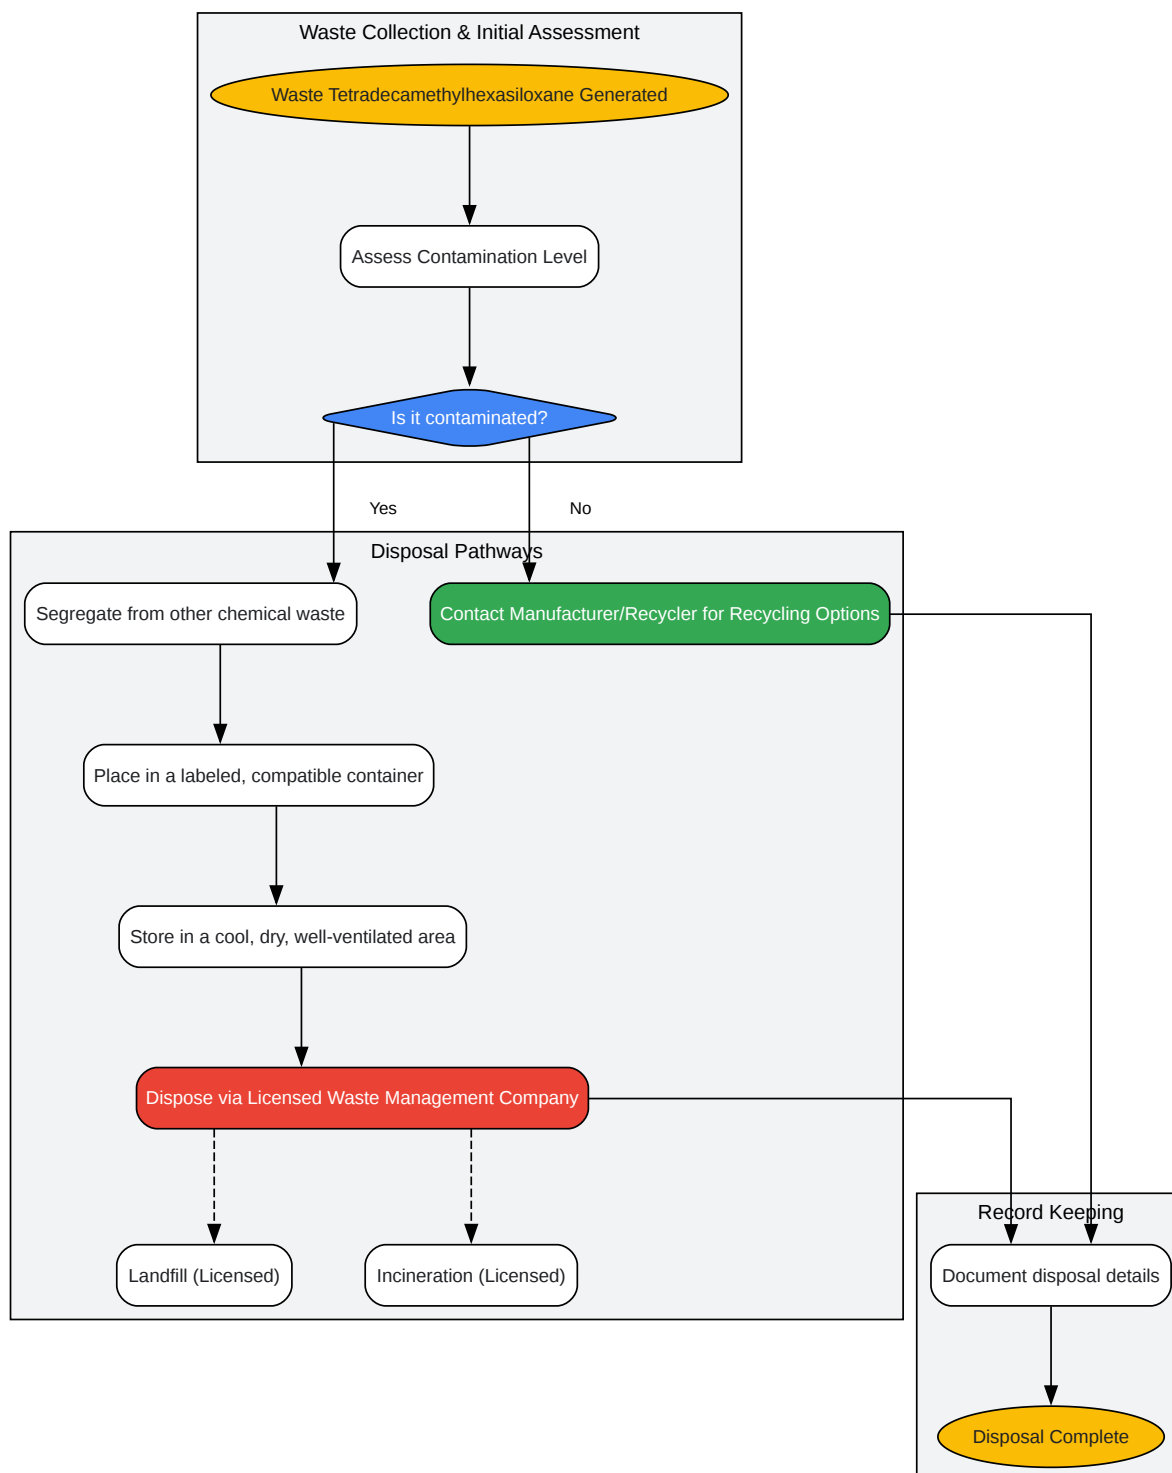 Waste Collection & Initial Assessment
Waste Tetradecamethylhexasiloxane Generated
Assess Contamination Level
Is it contaminated?
Yes
No
Disposal Pathways
Segregate from other chemical waste
Contact Manufacturer/Recycler for Recycling Options
Place in a labeled, compatible container
Store in a cool, dry, well-ventilated area
Dispose via Licensed Waste Management Company
Landfill (Licensed)
Incineration (Licensed)
Record Keeping
Document disposal details
Disposal Complete